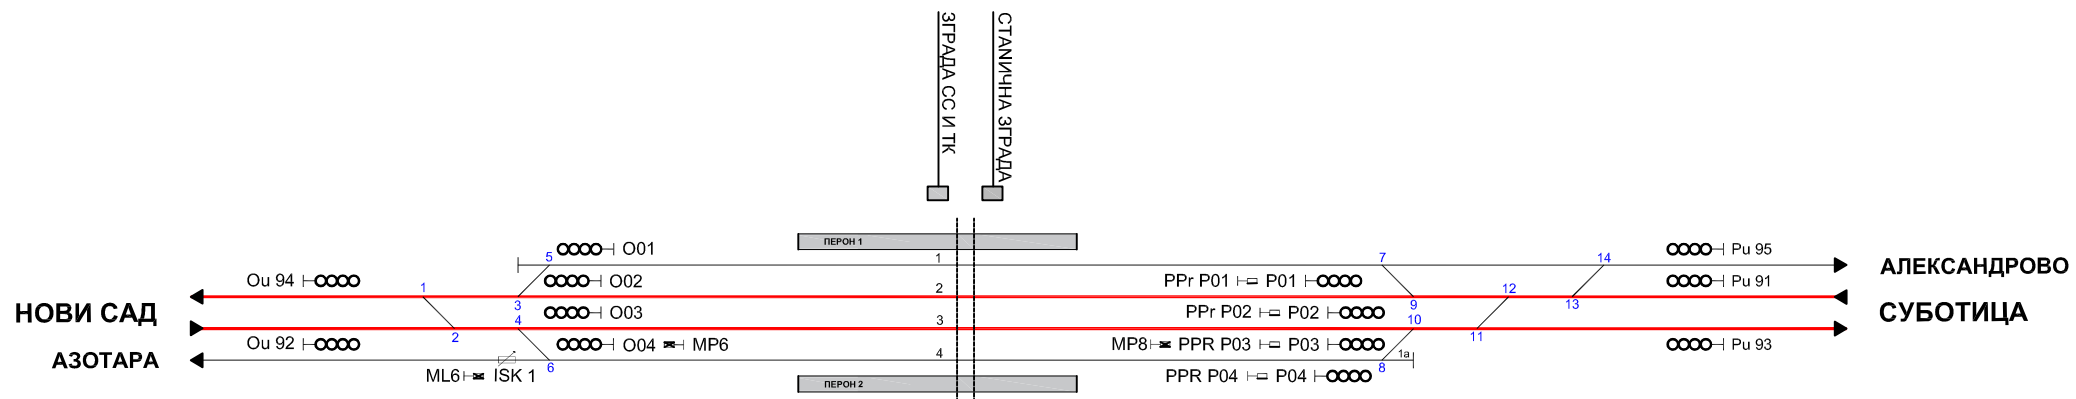 ЗГРАДА СС И ТК
СТАNИЧНА ЗГРАДА
ПЕРОН 1
5
O01
1
7
14
Pu 95
АЛЕКСАНДРОВО
Ou 94
1
O02
2
PPr P01
P01
12
Pu 91
НОВИ САД
3
4
O03
3
PPr P02
P02
9
10
13
СУБОТИЦА
Ou 92
2
O04
MP6
MP8
PPR P03
P03
11
Pu 93
АЗОТАРА
4
1a
ML6
ISK 1
6
ПЕРОН 2
PPR P04
P04
8